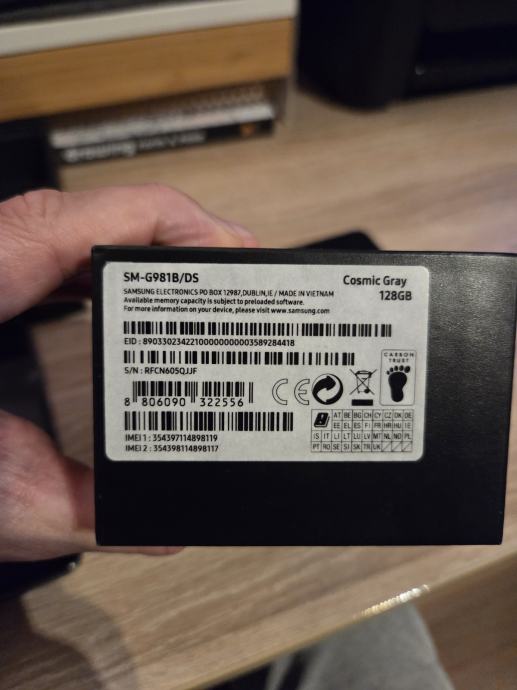 SM-G981B/DS
Cosmic Gray
128GB
SAMSUNG ELECTRONICS PO BOX 12987,DUBLIN,IE / MADE IN VIETNAM
Available memory capacity is subject to preloaded software.
For more information on your device, please visit www.samsung.com
EID : 89033023422100000000003589284418
S/N : RFCN605QJJF
CARBON
TRUST
8 806090 322556
CE
AT BE BG CH CY CZ DK DE
EE EL ES FI FR HR HU IE
IS IT LI LT LU LV MT NL NO PL
PT RO SE SI SK TR UK
IMEI 1 : 354397114898119
IMEI 2 : 354398114898117